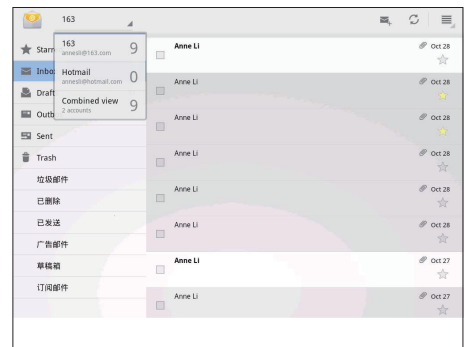 163
163
annesli@163.com
9
Hotmail
annesli@hotmail.com
0
Combined view
2 accounts
9
Starr
Inbo
Draft
Outb
Sent
Trash
垃圾邮件
已删除
已发送
广告邮件
草稿箱
订阅邮件
Anne Li
Oct 28
Anne Li
Oct 28
Anne Li
Oct 28
Anne Li
Oct 28
Anne Li
Oct 28
Anne Li
Oct 28
Anne Li
Oct 27
Anne Li
Oct 27